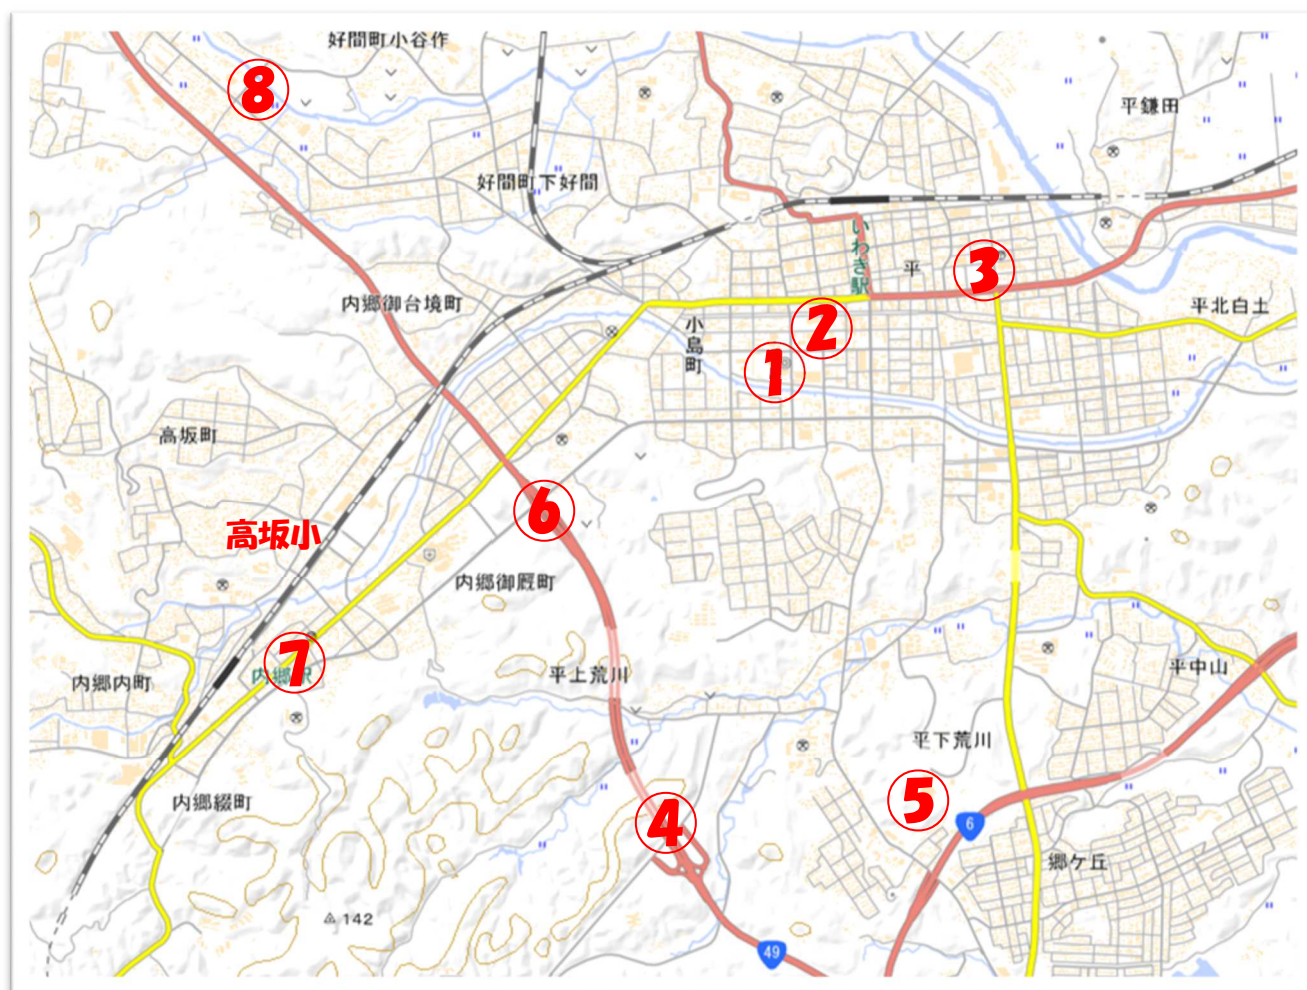 好間町小谷作
⑧
平鎌田
好間町下好間
いわき駅
平
③
内郷御台境町
平北白土
小島町
②
①
高坂町
⑥
高坂小
内郷御厩町
⑦
内郷駅
内郷内町
平上荒川
平中山
平下荒川
内郷綴町
⑤
④
6
郷ケ丘
142
49